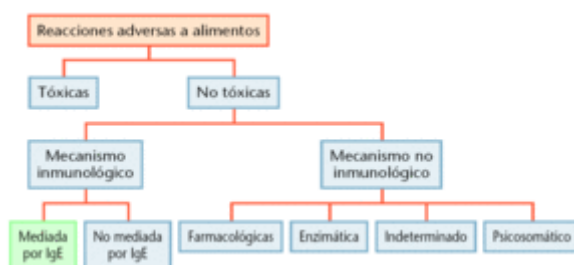 Reacciones adversas a alimentos
Tóxicas
No tóxicas
Mecanismo
inmunológico
Mecanismo no
inmunológico
Mediada
por IgE
No mediada
por IgE
Farmacológicas
Enzimática
Indeterminado
Psicosomático